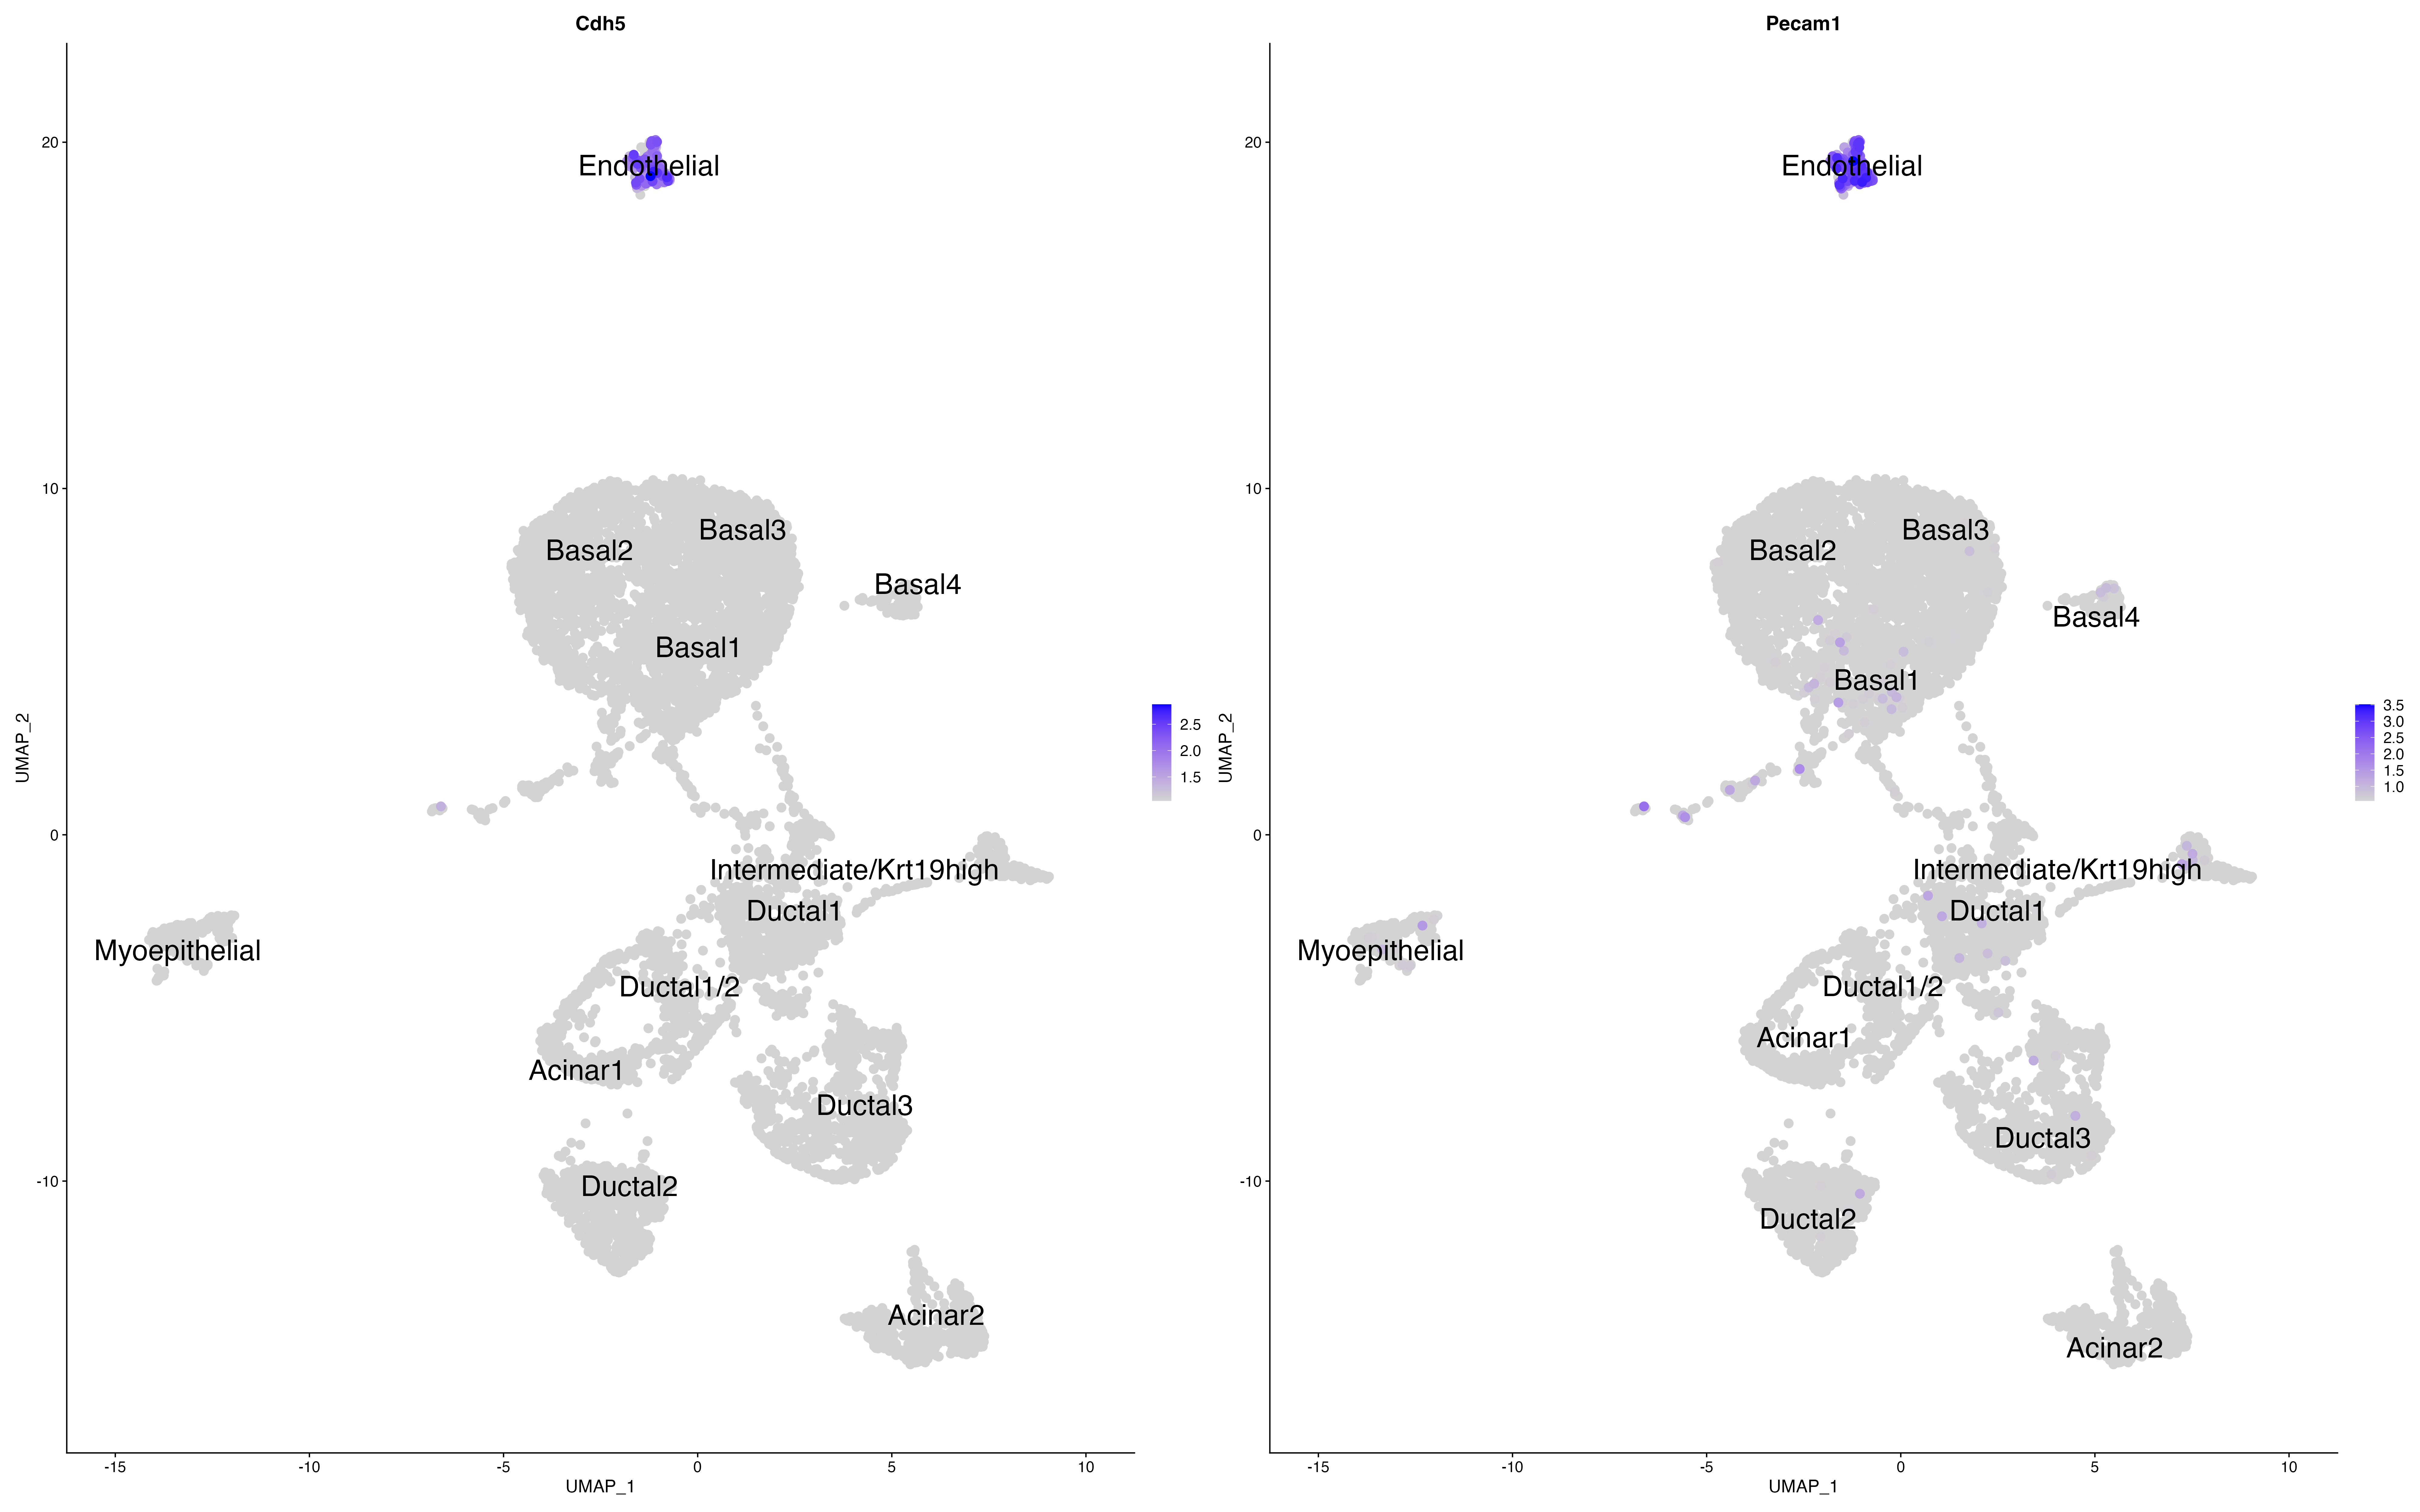 Cdh5
20
10
0
-10
UMAP_2
-15
-10
-5
0
5
10
UMAP_1
Endothelial
Basal3
Basal2
Basal4
Basal1
Intermediate/Krt19high
Ductal1
Myoepithelial
Ductal1/2
Acinar1
Ductal3
Ductal2
Acinar2
2.5
2.0
1.5
Pecam1
20
10
0
-10
UMAP_2
-15
-10
-5
0
5
10
UMAP_1
Endothelial
Basal3
Basal2
Basal4
Basal1
Intermediate/Krt19high
Ductal1
Myoepithelial
Ductal1/2
Acinar1
Ductal3
Ductal2
Acinar2
3.5
3.0
2.5
2.0
1.5
1.0